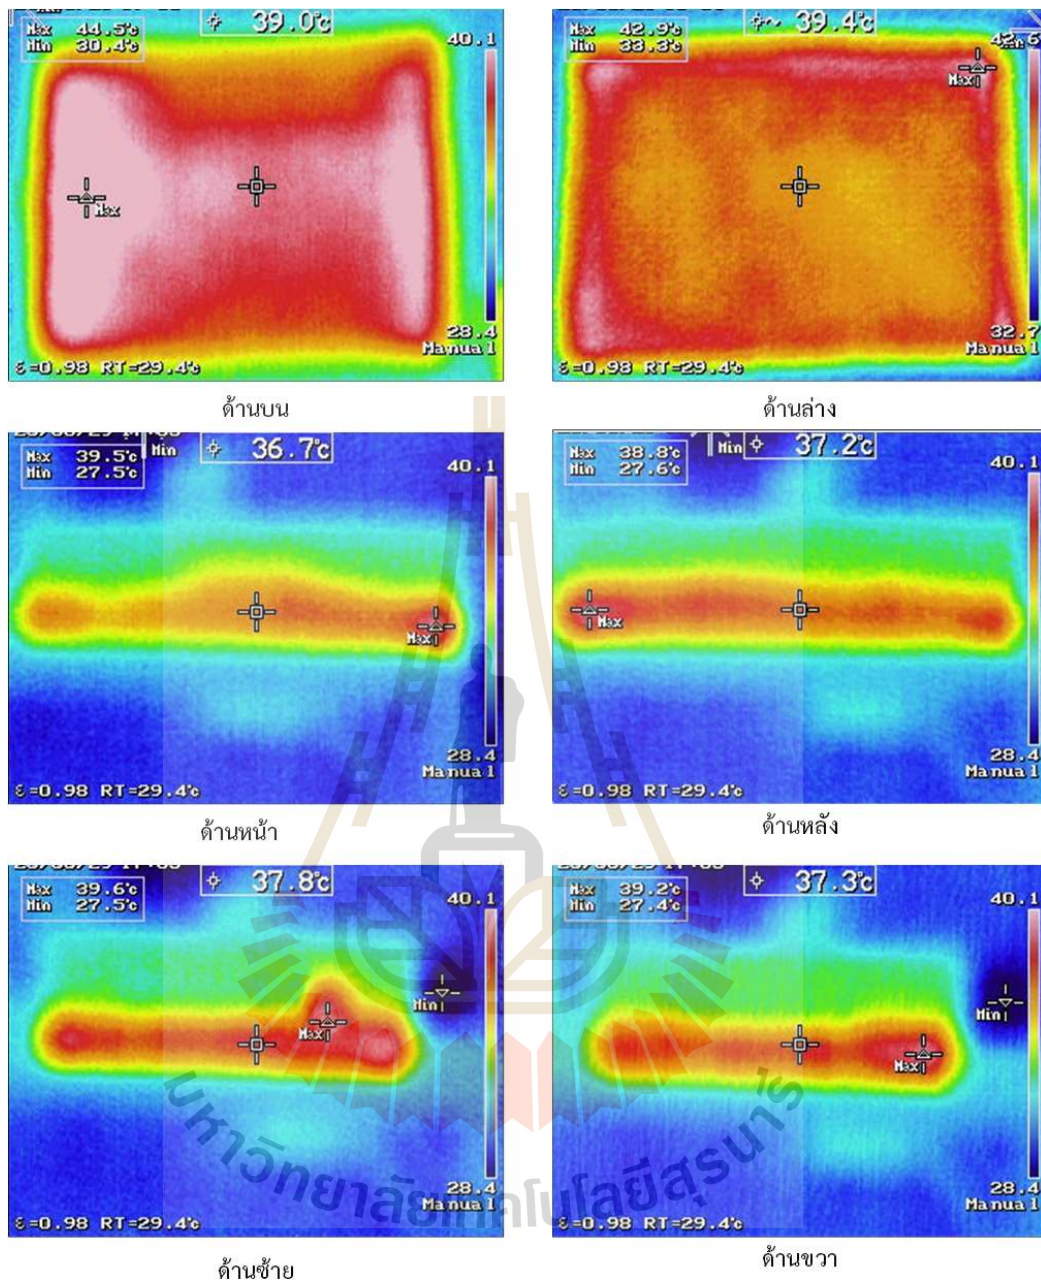 Max 44.5℃
Min 30.4℃
39.0℃
40.1
Max
28.4
Manual
ε=0.98 RT=29.4℃
ด้านบน
Max 42.9℃
Min 33.3℃
39.4℃
42.6
Max
32.7
Manual
ε=0.98 RT=29.4℃
ด้านล่าง
Max 39.5℃
Min 27.5℃
Min
36.7℃
40.1
Max
28.4
Manual
ε=0.98 RT=29.4℃
ด้านหน้า
Max 38.8℃
Min 27.6℃
Min
37.2℃
40.1
Max
28.4
Manual
ε=0.98 RT=29.4℃
ด้านหลัง
Max 39.6℃
Min 27.5℃
37.8℃
40.1
Min
Max
28.4
Manual
ε=0.98 RT=29.4℃
ด้านซ้าย
Max 39.2℃
Min 27.4℃
37.3℃
40.1
Min
Max
28.4
Manual
ε=0.98 RT=29.4℃
ด้านขวา
มหาวิทยาลัยเทคโนโลยีสุรนารี